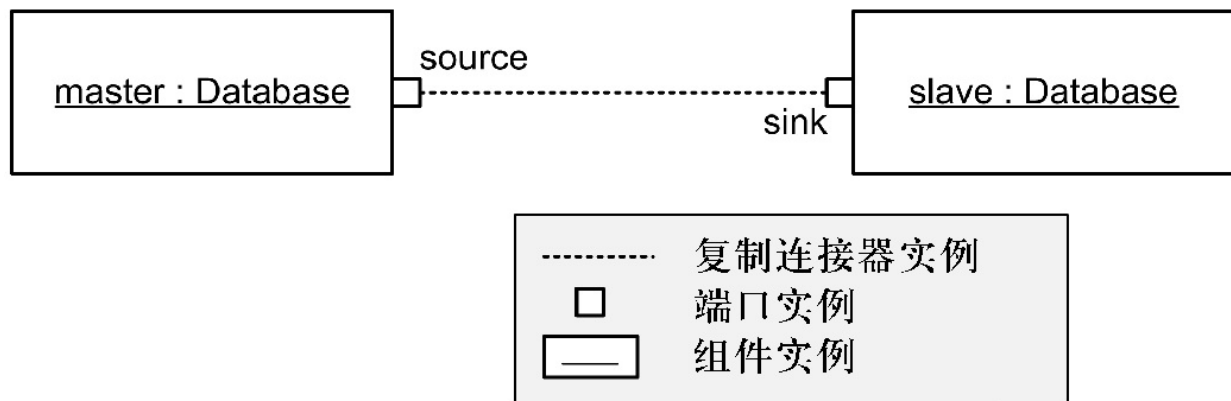 source
master : Database
slave : Database
sink
复制连接器实例
端口实例
组件实例